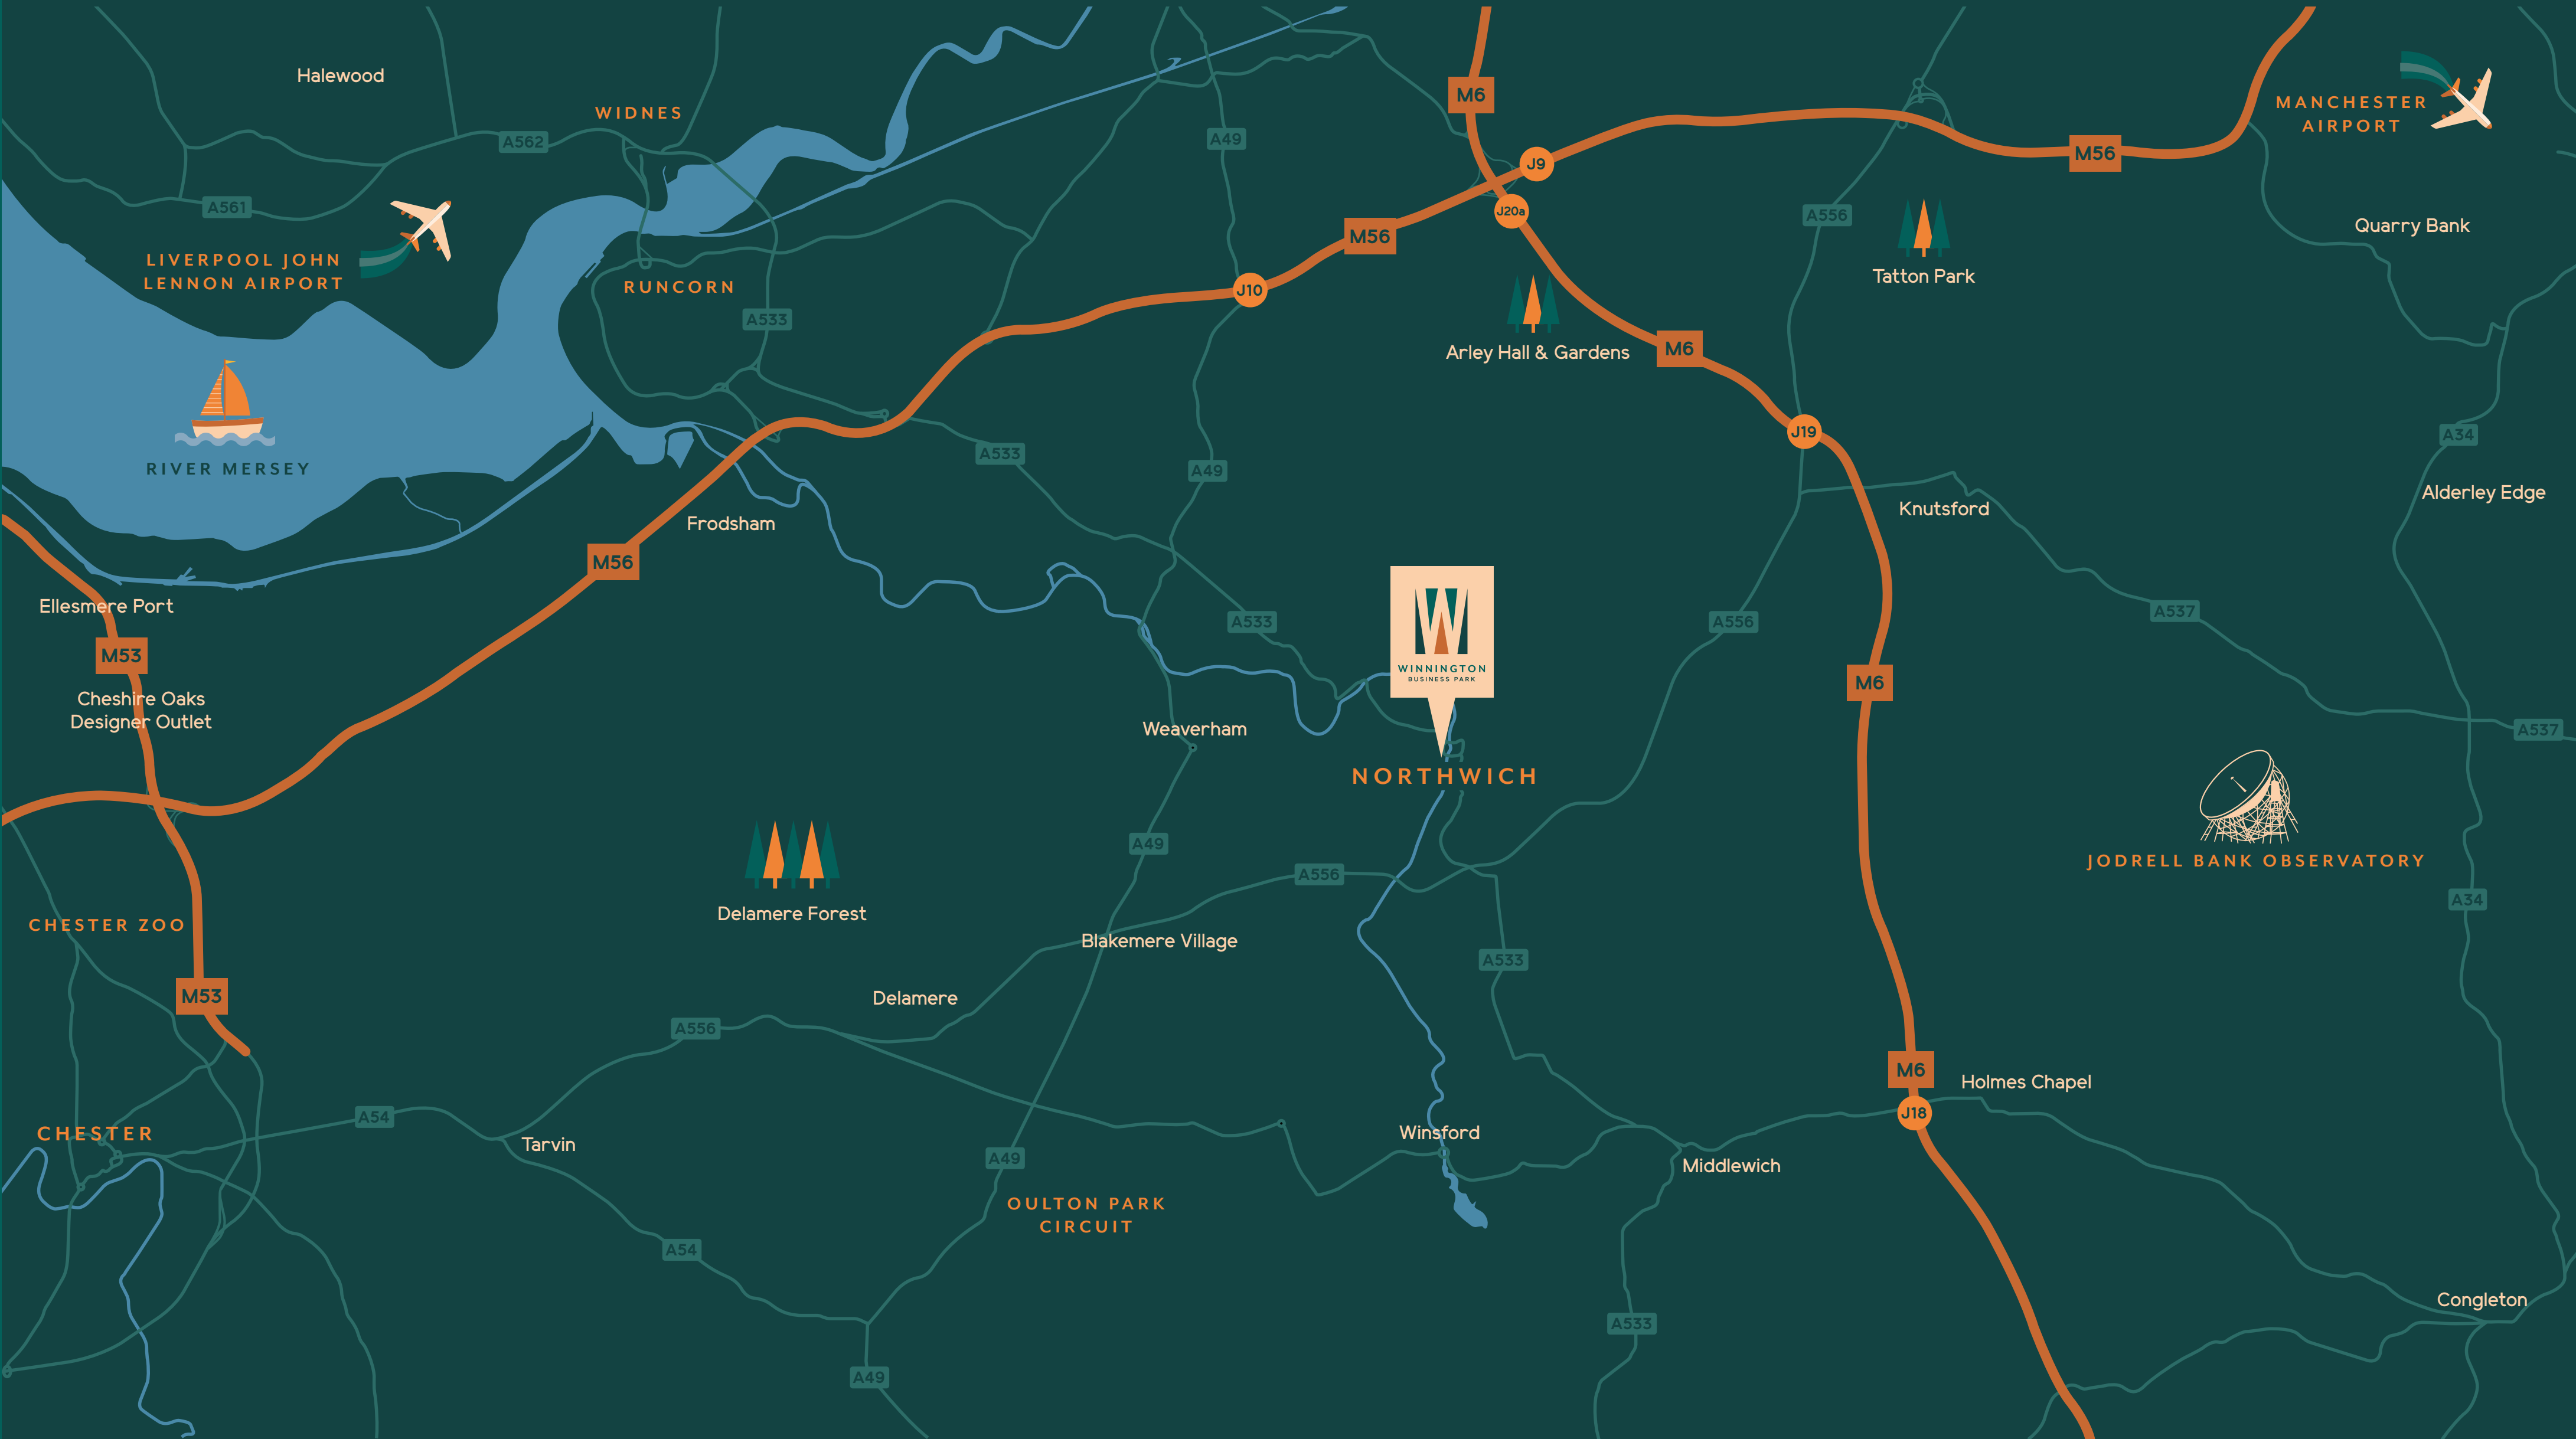 Halewood
WIDNES
A562
A561
LIVERPOOL JOHN
LENNON AIRPORT
RUNCORN
A533
RIVER MERSEY
A49
M6
J9
J20a
M56
J10
M56
MANCHESTER
AIRPORT
A556
Tatton Park
Quarry Bank
Arley Hall & Gardens
M6
J19
A34
Alderley Edge
A533
A49
Knutsford
Frodsham
M56
Ellesmere Port
M53
Cheshire Oaks
Designer Outlet
A533
WINNINGTON
BUSINESS PARK
A556
A537
M6
Weaverham
NORTHWICH
A537
A49
A556
JODRELL BANK OBSERVATORY
A34
Delamere Forest
CHESTER ZOO
Blakemere Village
A533
M53
Delamere
A556
M6
Holmes Chapel
J18
A54
CHESTER
Tarvin
A49
Winsford
Middlewich
OULTON PARK
CIRCUIT
A54
A533
Congleton
A49